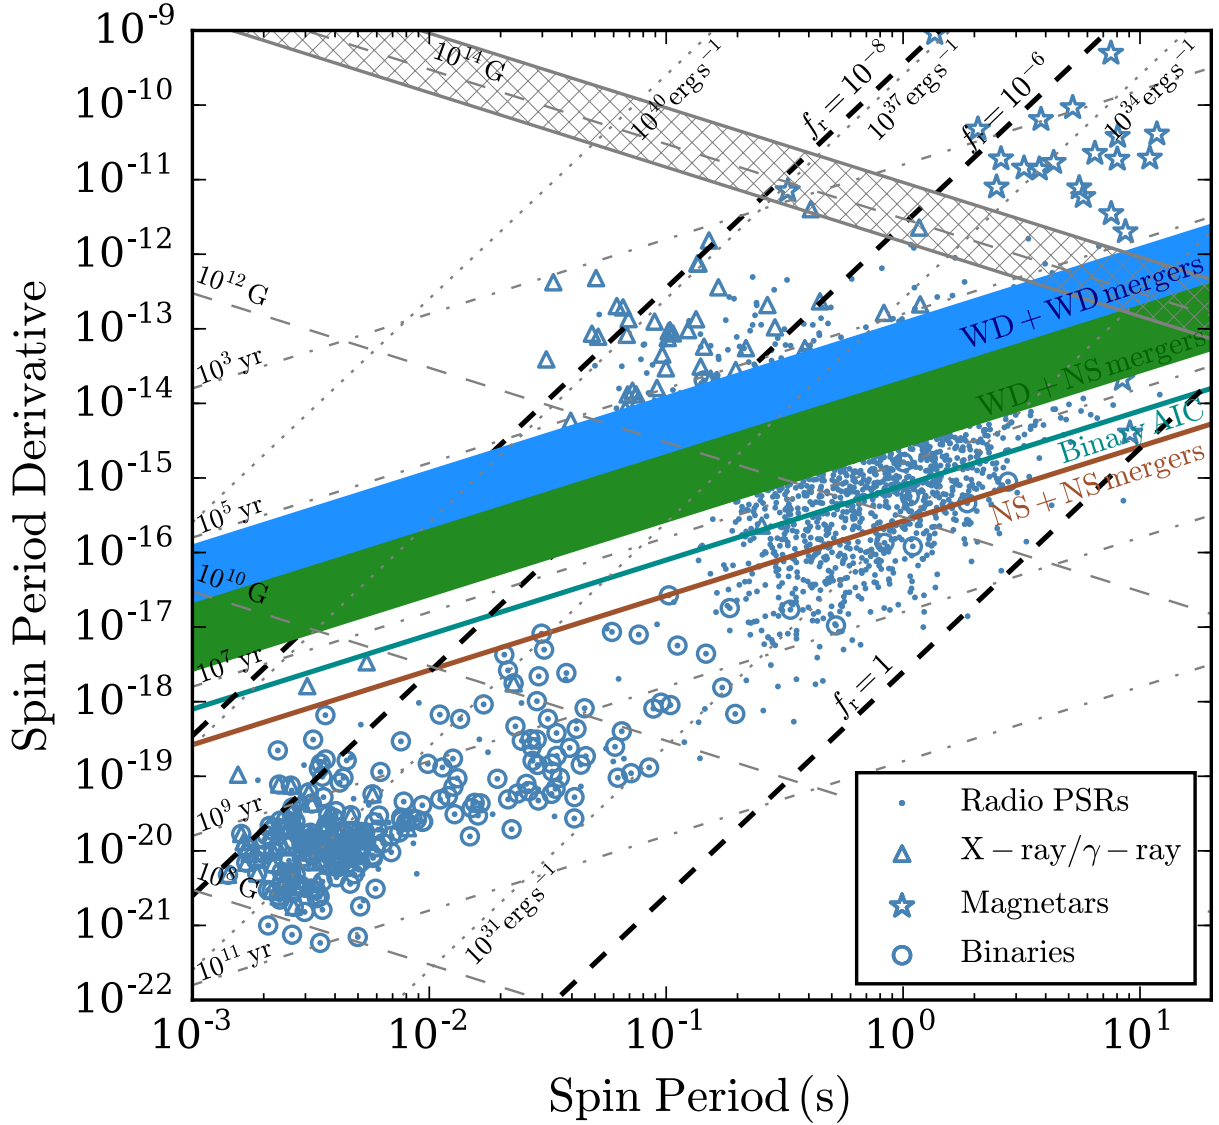 10^-9
10^-10
10^-11
10^-12
10^-13
10^-14
10^-15
10^-16
10^-17
10^-18
10^-19
10^-20
10^-21
10^-22
Spin Period Derivative
10^14 G
10^40 erg s^-1
f_r = 10^-8
10^37 erg s^-1
f_r = 10^-6
10^34 erg s^-1
10^12 G
10^3 yr
WD + WD mergers
WD + NS mergers
Binary AIC
NS + NS mergers
10^5 yr
10^10 G
10^7 yr
f_r = 1
10^9 yr
10^8 G
10^11 yr
10^31 erg s^-1
Radio PSRs
X − ray/γ − ray
Magnetars
Binaries
10^-3
10^-2
10^-1
10^0
10^1
Spin Period (s)